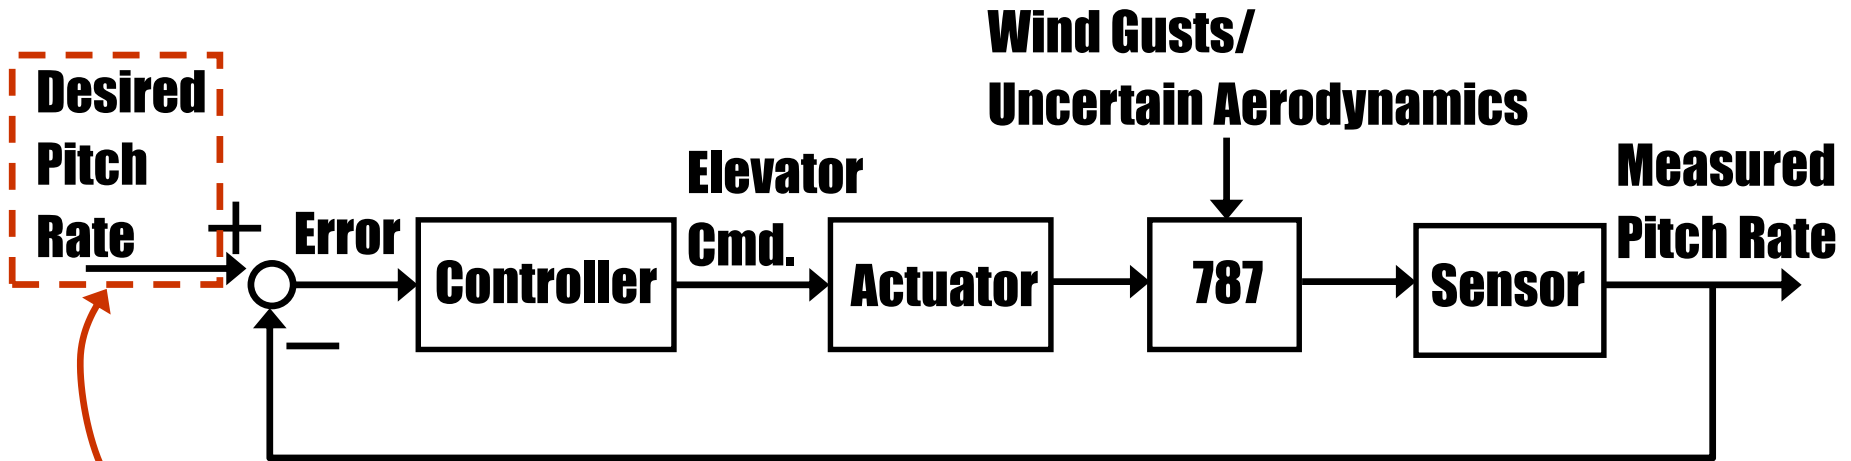 Wind Gusts/
Uncertain Aerodynamics
Desired
Pitch
Rate
+
Error
Controller
Elevator
Cmd.
Actuator
787
Sensor
Measured
Pitch Rate
−